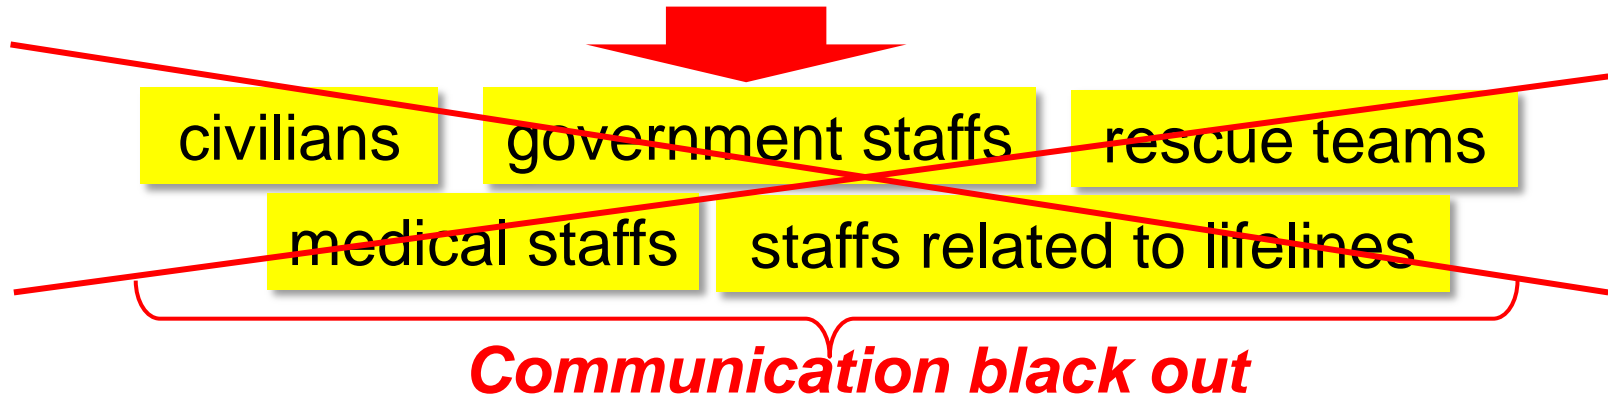 civilians government staffs rescue teams
medical staffs staffs related to lifelines
Communication black out